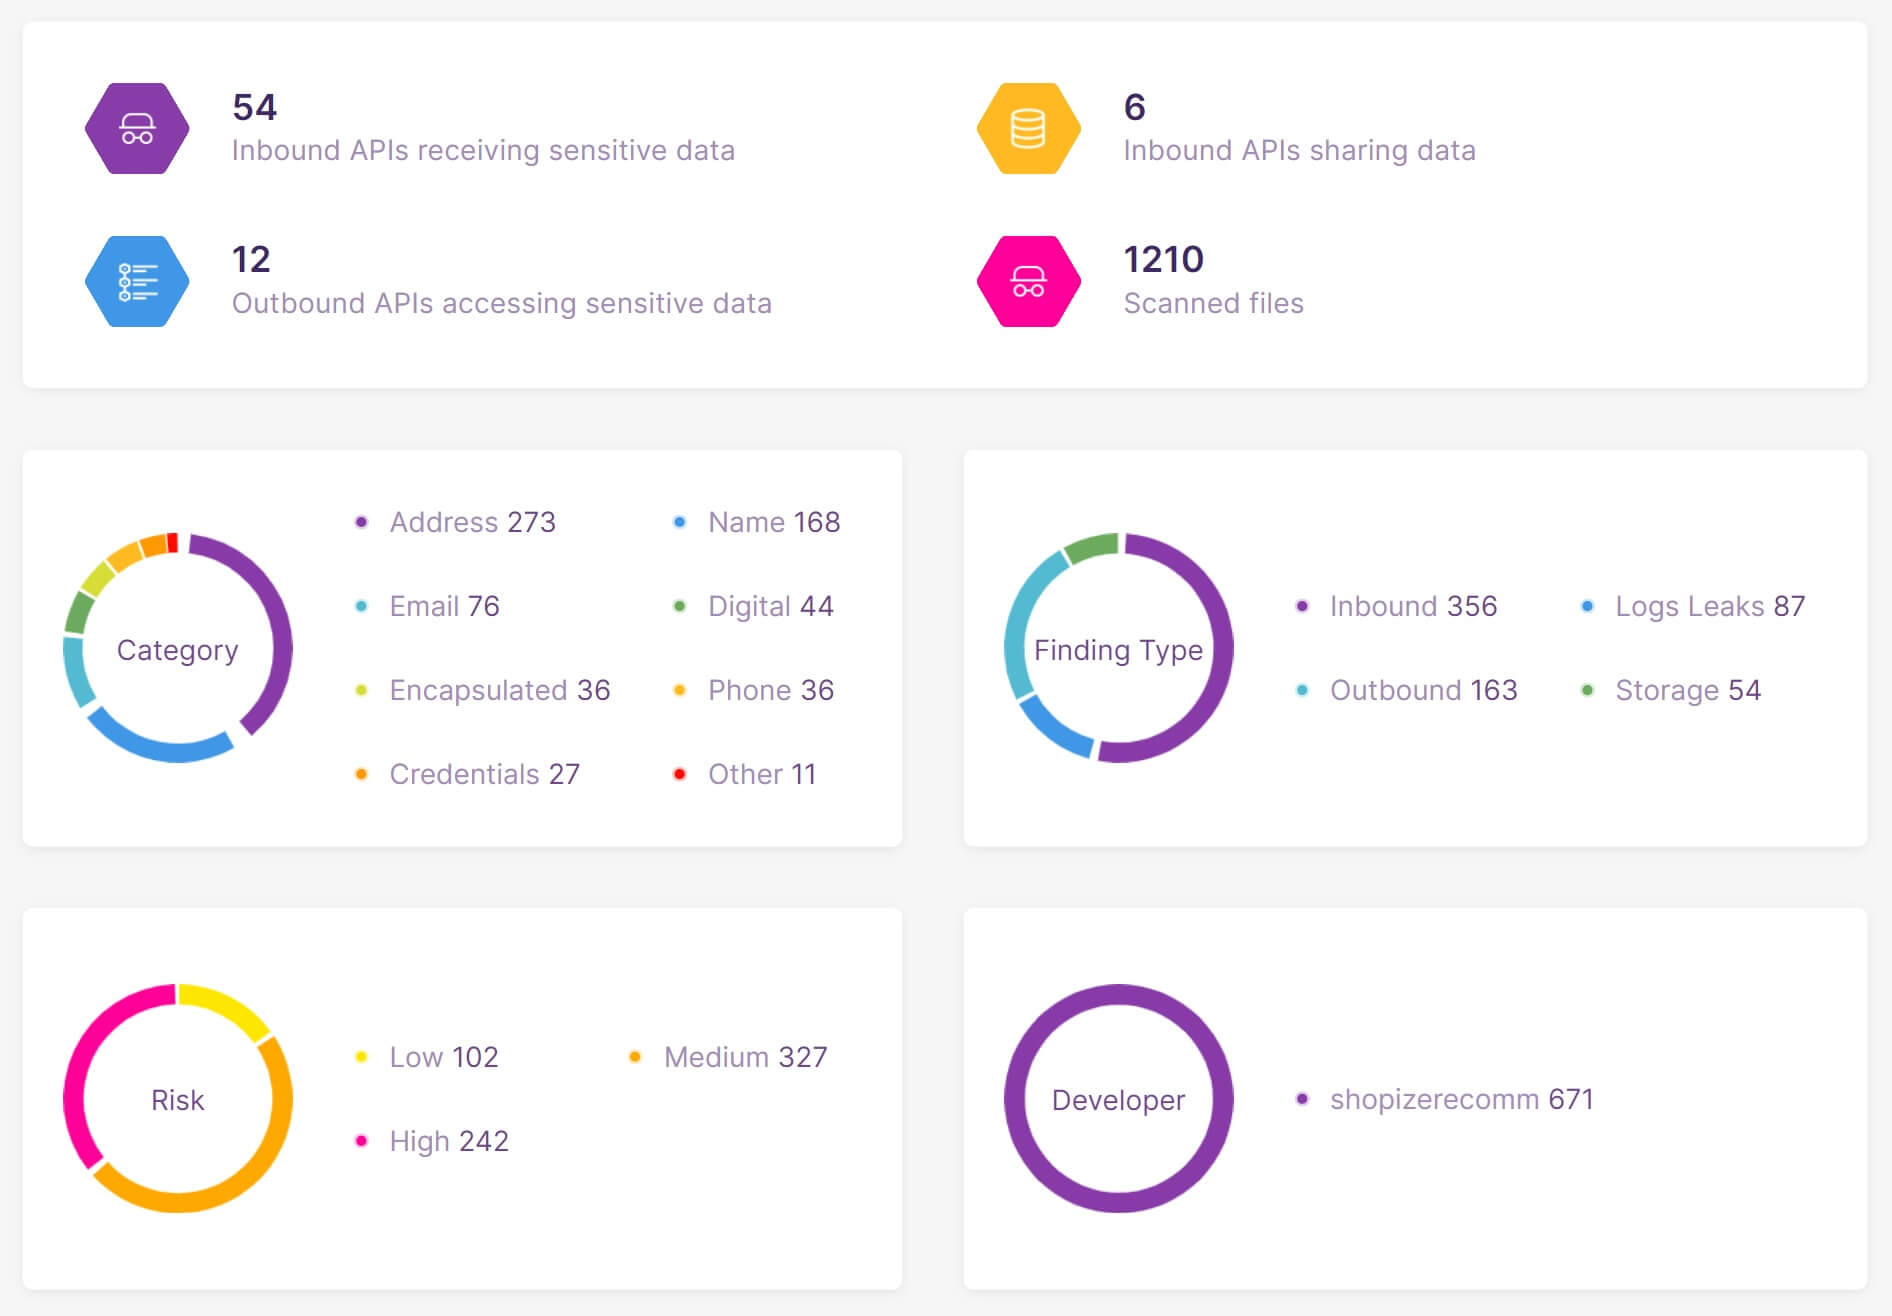 54
Inbound APIs receiving sensitive data
6
Inbound APIs sharing data
12
Outbound APIs accessing sensitive data
1210
Scanned files
Category
Address 273
Name 168
Email 76
Digital 44
Encapsulated 36
Phone 36
Credentials 27
Other 11
Finding Type
Inbound 356
Logs Leaks 87
Outbound 163
Storage 54
Risk
Low 102
Medium 327
High 242
Developer
shopizerecomm 671